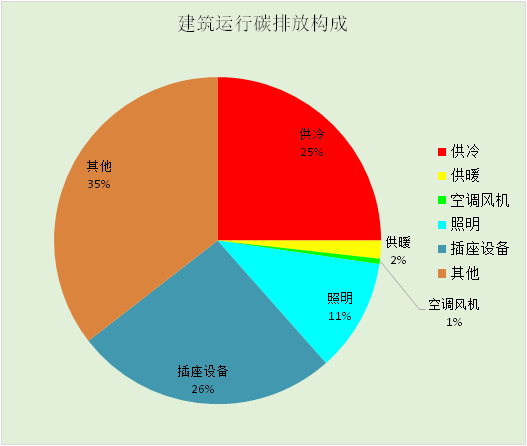 建筑运行碳排放构成
供冷
25%
供暖
2%
空调风机
1%
照明
11%
插座设备
26%
其他
35%
供冷
供暖
空调风机
照明
插座设备
其他